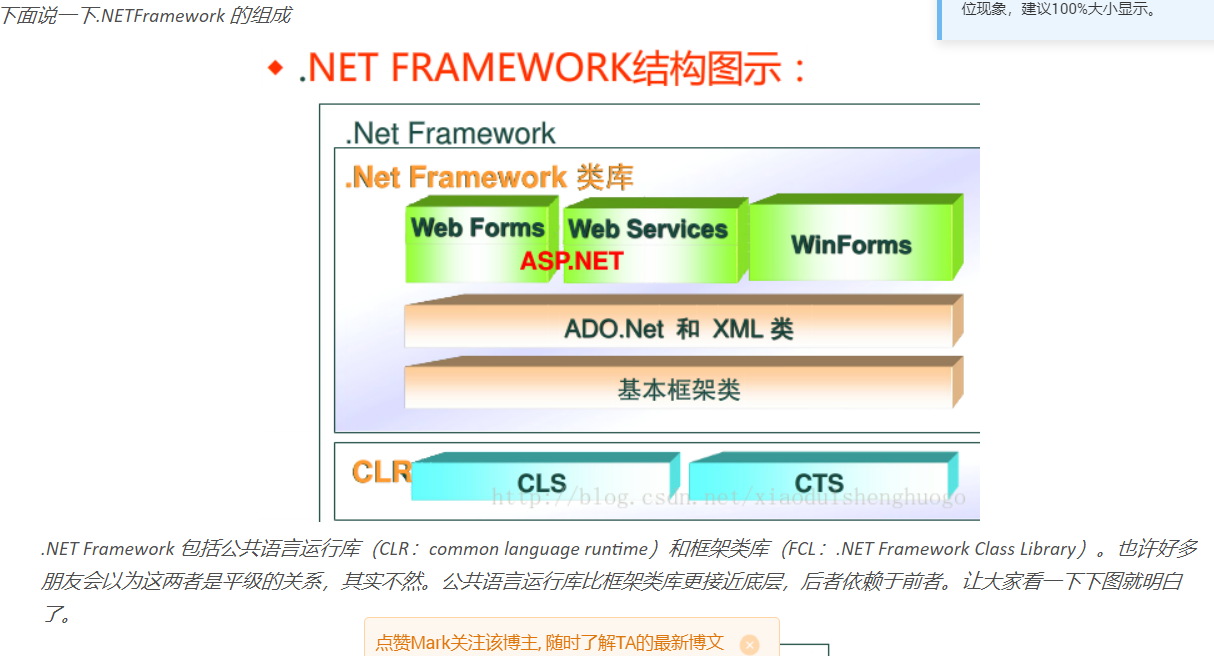 下面说一下.NETFramework 的组成
位现象，建议100%大小显示。
.NET FRAMEWORK结构图示：
.Net Framework
.Net Framework 类库
Web Forms
Web Services
WinForms
ASP.NET
ADO.Net 和 XML 类
基本框架类
CLR
CLS
CTS
http://blog.csdn.net/xiaoduishenghuogo
.NET Framework 包括公共语言运行库（CLR：common language runtime）和框架类库（FCL：.NET Framework Class Library）。也许好多
朋友会以为这两者是平级的关系，其实不然。公共语言运行库比框架类库更接近底层，后者依赖于前者。让大家看一下下图就明白
了。
点赞Mark关注该博主, 随时了解TA的最新博文